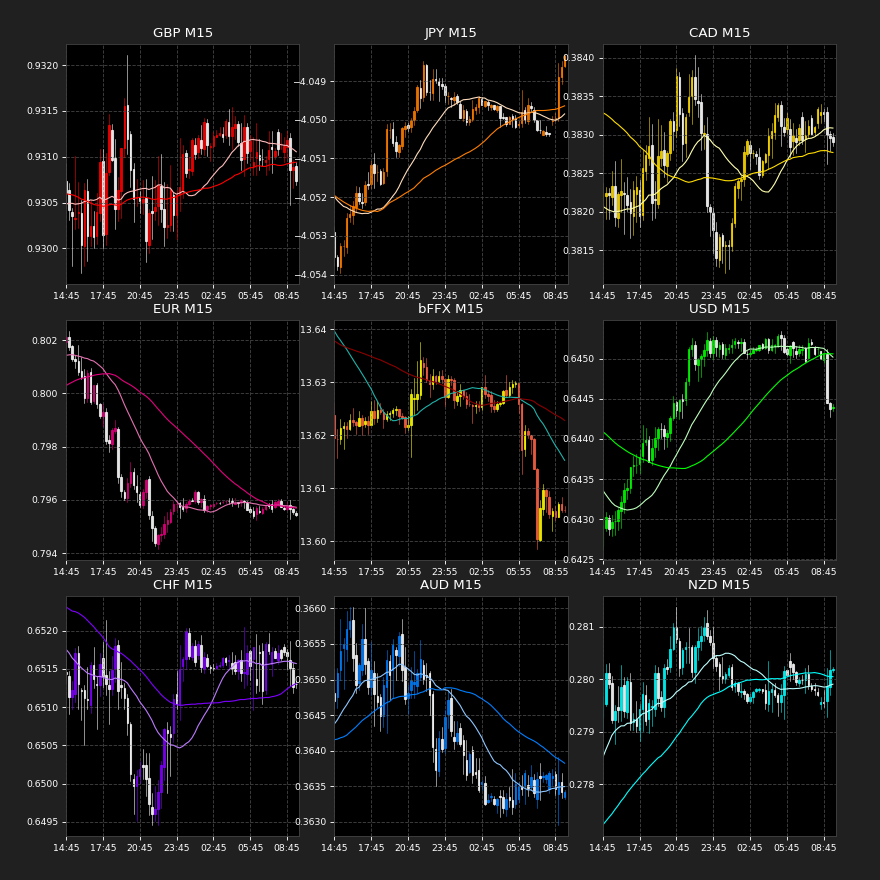 GBP M15
0.9320
0.9315
0.9310
0.9305
0.9300
14:45 17:45 20:45 23:45 02:45 05:45 08:45
JPY M15
-4.049
-4.050
-4.051
-4.052
-4.053
-4.054
14:45 17:45 20:45 23:45 02:45 05:45 08:45
CAD M15
0.3840
0.3835
0.3830
0.3825
0.3820
0.3815
14:45 17:45 20:45 23:45 02:45 05:45 08:45
EUR M15
0.802
0.800
0.798
0.796
0.794
14:45 17:45 20:45 23:45 02:45 05:45 08:45
bFFX M15
13.64
13.63
13.62
13.61
13.60
14:55 17:55 20:55 23:55 02:55 05:55 08:55
USD M15
0.6450
0.6445
0.6440
0.6435
0.6430
0.6425
14:45 17:45 20:45 23:45 02:45 05:45 08:45
CHF M15
0.6520
0.6515
0.6510
0.6505
0.6500
0.6495
14:45 17:45 20:45 23:45 02:45 05:45 08:45
AUD M15
0.3660
0.3655
0.3650
0.3645
0.3640
0.3635
0.3630
14:45 17:45 20:45 23:45 02:45 05:45 08:45
NZD M15
0.281
0.280
0.279
0.278
14:45 17:45 20:45 23:45 02:45 05:45 08:45